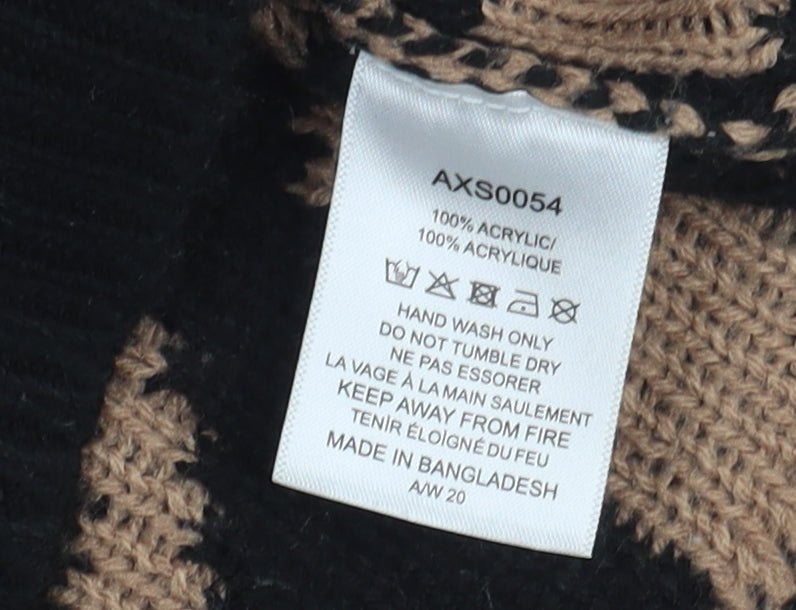 AXS0054
100% ACRYLIC/
100% ACRYLIQUE
HAND WASH ONLY
DO NOT TUMBLE DRY
NE PAS ESSORER
LA VAGE À LA MAIN SAULEMENT
KEEP AWAY FROM FIRE
TENIR ÉLOIGNÉ DU FEU
MADE IN BANGLADESH
A/W 20